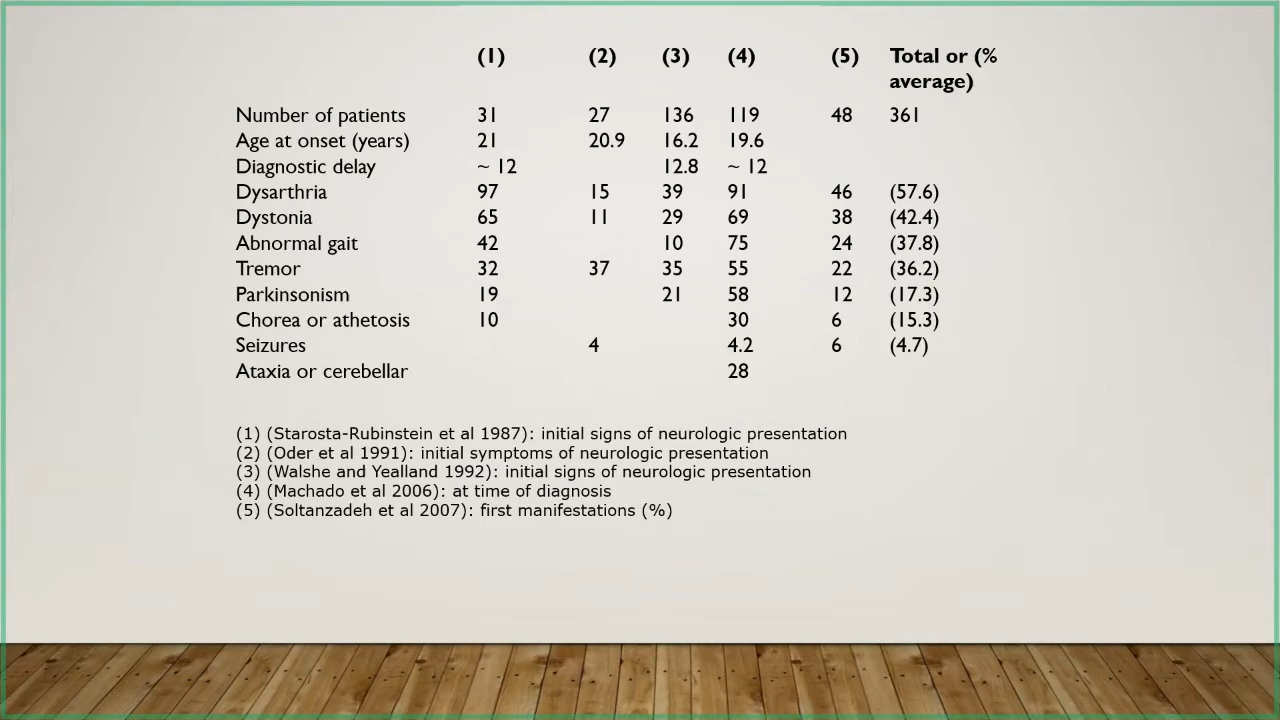 (1) (2) (3) (4) (5) Total or (%
average)
Number of patients 31 27 136 119 48 361
Age at onset (years) 21 20.9 16.2 19.6
Diagnostic delay ~ 12 12.8 ~ 12
Dysarthria 97 15 39 91 46 (57.6)
Dystonia 65 11 29 69 38 (42.4)
Abnormal gait 42 10 75 24 (37.8)
Tremor 32 37 35 55 22 (36.2)
Parkinsonism 19 21 58 12 (17.3)
Chorea or athetosis 10 30 6 (15.3)
Seizures 4 4.2 6 (4.7)
Ataxia or cerebellar 28
(1) (Starosta-Rubinstein et al 1987): initial signs of neurologic presentation
(2) (Oder et al 1991): initial symptoms of neurologic presentation
(3) (Walshe and Yealland 1992): initial signs of neurologic presentation
(4) (Machado et al 2006): at time of diagnosis
(5) (Soltanzadeh et al 2007): first manifestations (%)